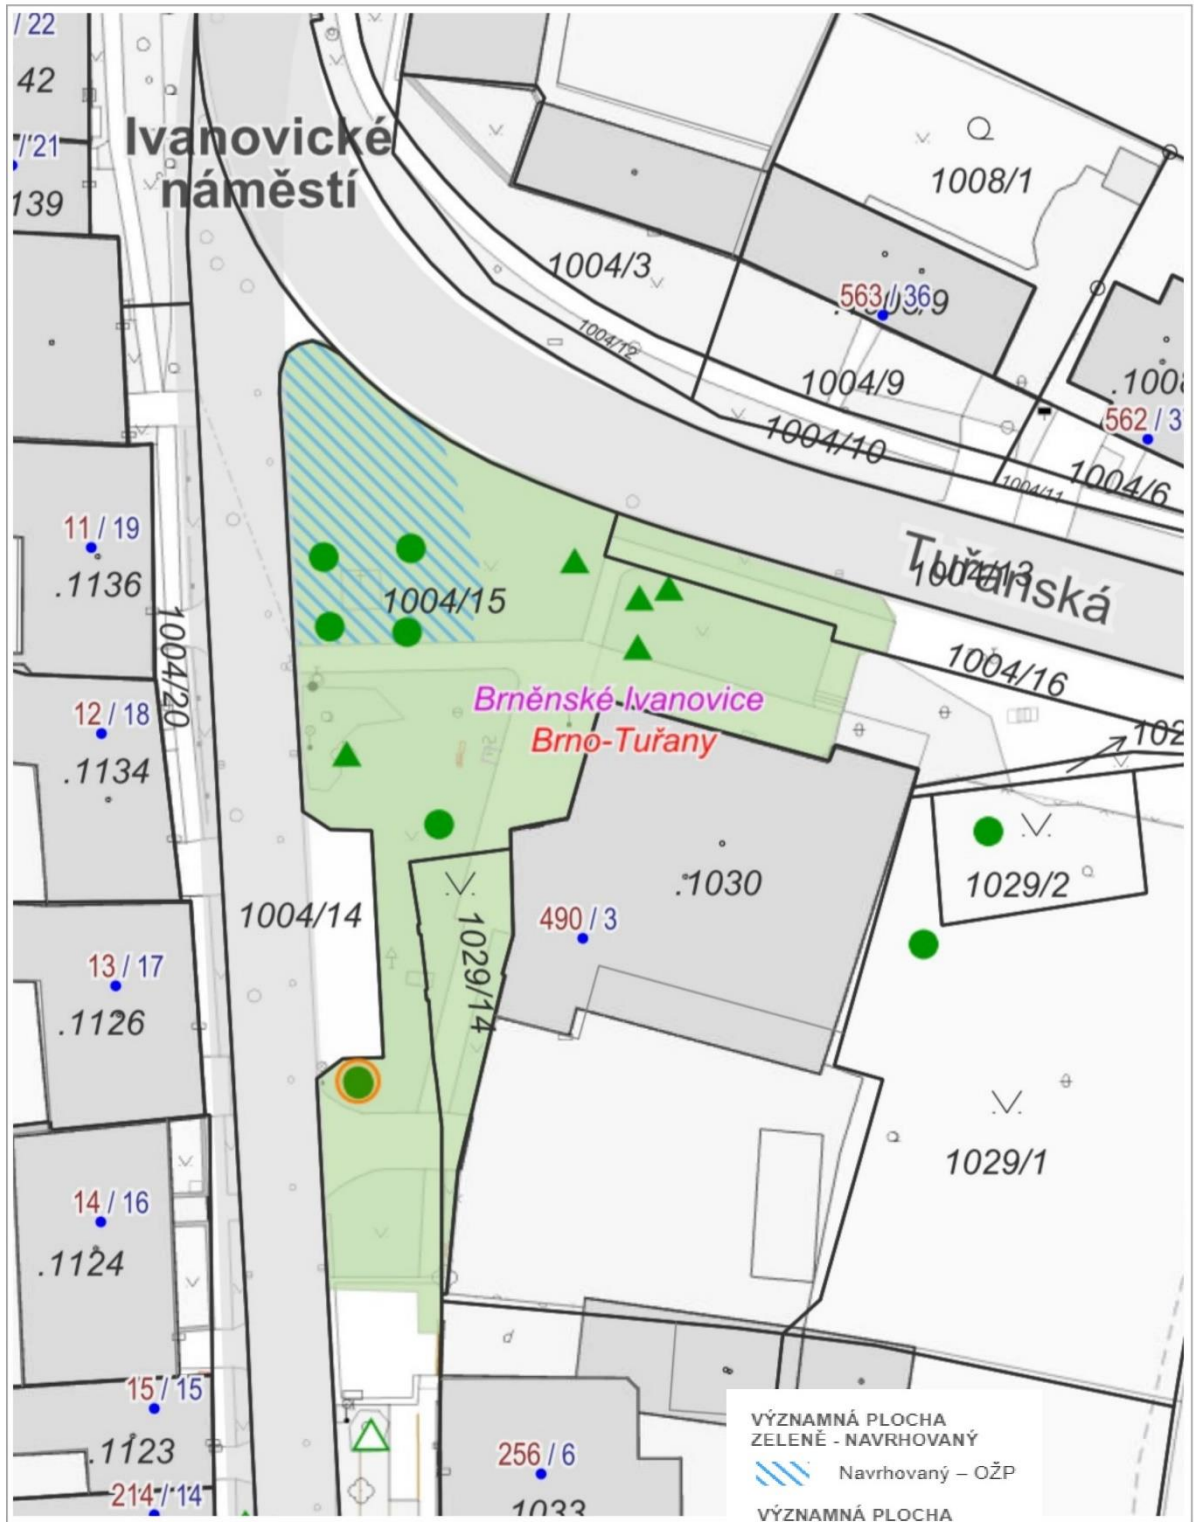 / 22
42
/ 21
139
Ivanovické
náměstí
1008/1
1004/3
563 / 36
1004/12
1004/9
.1008
562 / 3
1004/10
1004/6
1004/11
11 / 19
.1136
1004/15
Tuřanská
1004/13
1004/20
1004/16
Brněnské Ivanovice
Brno-Tuřany
12 / 18
.1134
102
.1030
1029/2
1004/14
490 / 3
1029/14
13 / 17
.1126
1029/1
14 / 16
.1124
15 / 15
.1123
256 / 6
1033
214 / 14
VÝZNAMNÁ PLOCHA
ZELENĚ - NAVRHOVANÝ
Navrhovaný – OŽP
VÝZNAMNÁ PLOCHA